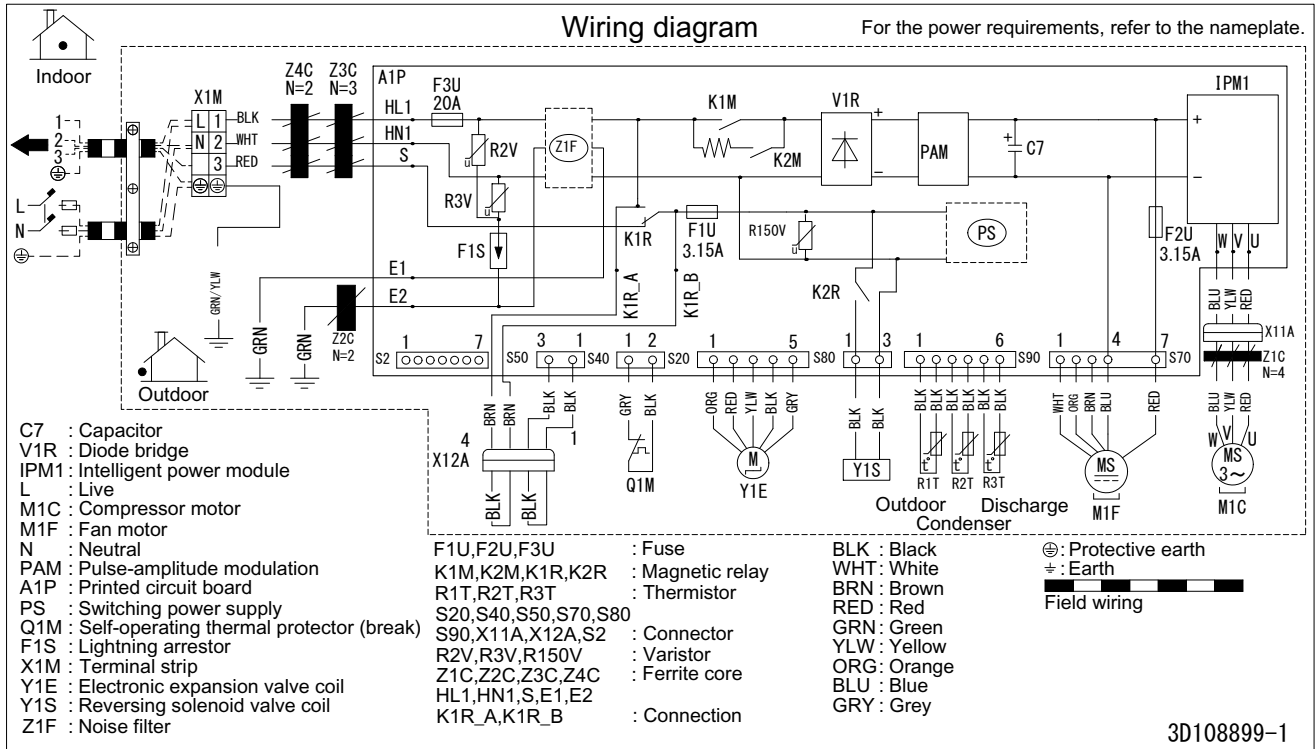 Wiring diagram
For the power requirements, refer to the nameplate.
Indoor
X1M
Z4C
N=2
Z3C
N=3
A1P
HL1
F3U
20A
HN1
S
R2V
u
R3V
u
Z1F
K1M
K2M
V1R
+
−
PAM
+
C7
IPM1
+
−
1
2
3
L 1
N 2
3
BLK
WHT
RED
L
N
F1S
K1R
F1U
3.15A
R150V
u
PS
F2U
3.15A
W V U
E1
E2
K1R_A
K1R_B
K2R
GRN/YLW
GRN
GRN
Z2C
N=2
BLU
YLW
RED
X11A
Z1C
N=4
Outdoor
S2
1 7
S50
3 1
S40
1 2
S20
1 5
S80
1 3
1 6
S90
1 4 7
S70
BRN
BRN
BLK
BLK
GRY
BLK
ORG
RED
YLW
BLK
GRY
BLK
BLK
BLK
BLK
BLK
BLK
BLK
BLK
WHT
ORG
BRN
BLU
RED
BLU
YLW
RED
4
1
X12A
BLK
BLK
Q1M
M
Y1E
Y1S
t°
t°
t°
R1T
R2T
R3T
Outdoor
Condenser
Discharge
MS
M1F
W V U
MS
3~
M1C
C7 : Capacitor
V1R : Diode bridge
IPM1 : Intelligent power module
L : Live
M1C : Compressor motor
M1F : Fan motor
N : Neutral
PAM : Pulse-amplitude modulation
A1P : Printed circuit board
PS : Switching power supply
Q1M : Self-operating thermal protector (break)
F1S : Lightning arrestor
X1M : Terminal strip
Y1E : Electronic expansion valve coil
Y1S : Reversing solenoid valve coil
Z1F : Noise filter
F1U,F2U,F3U : Fuse
K1M,K2M,K1R,K2R : Magnetic relay
R1T,R2T,R3T : Thermistor
S20,S40,S50,S70,S80
S90,X11A,X12A,S2 : Connector
R2V,R3V,R150V : Varistor
Z1C,Z2C,Z3C,Z4C : Ferrite core
HL1,HN1,S,E1,E2
K1R_A,K1R_B : Connection
BLK : Black
WHT : White
BRN : Brown
RED : Red
GRN : Green
YLW : Yellow
ORG : Orange
BLU : Blue
GRY : Grey
: Protective earth
: Earth
Field wiring
3D108899-1